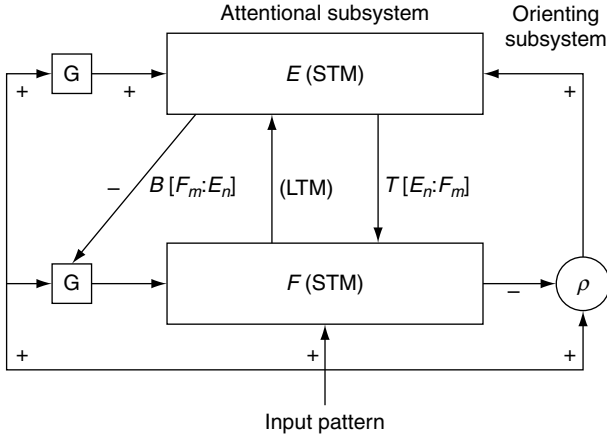 Attentional subsystem
Orienting
subsystem
G
E (STM)
+
+
+
–
B [Fm:En]
(LTM)
T [En:Fm]
G
F (STM)
–
ρ
+
+
+
Input pattern